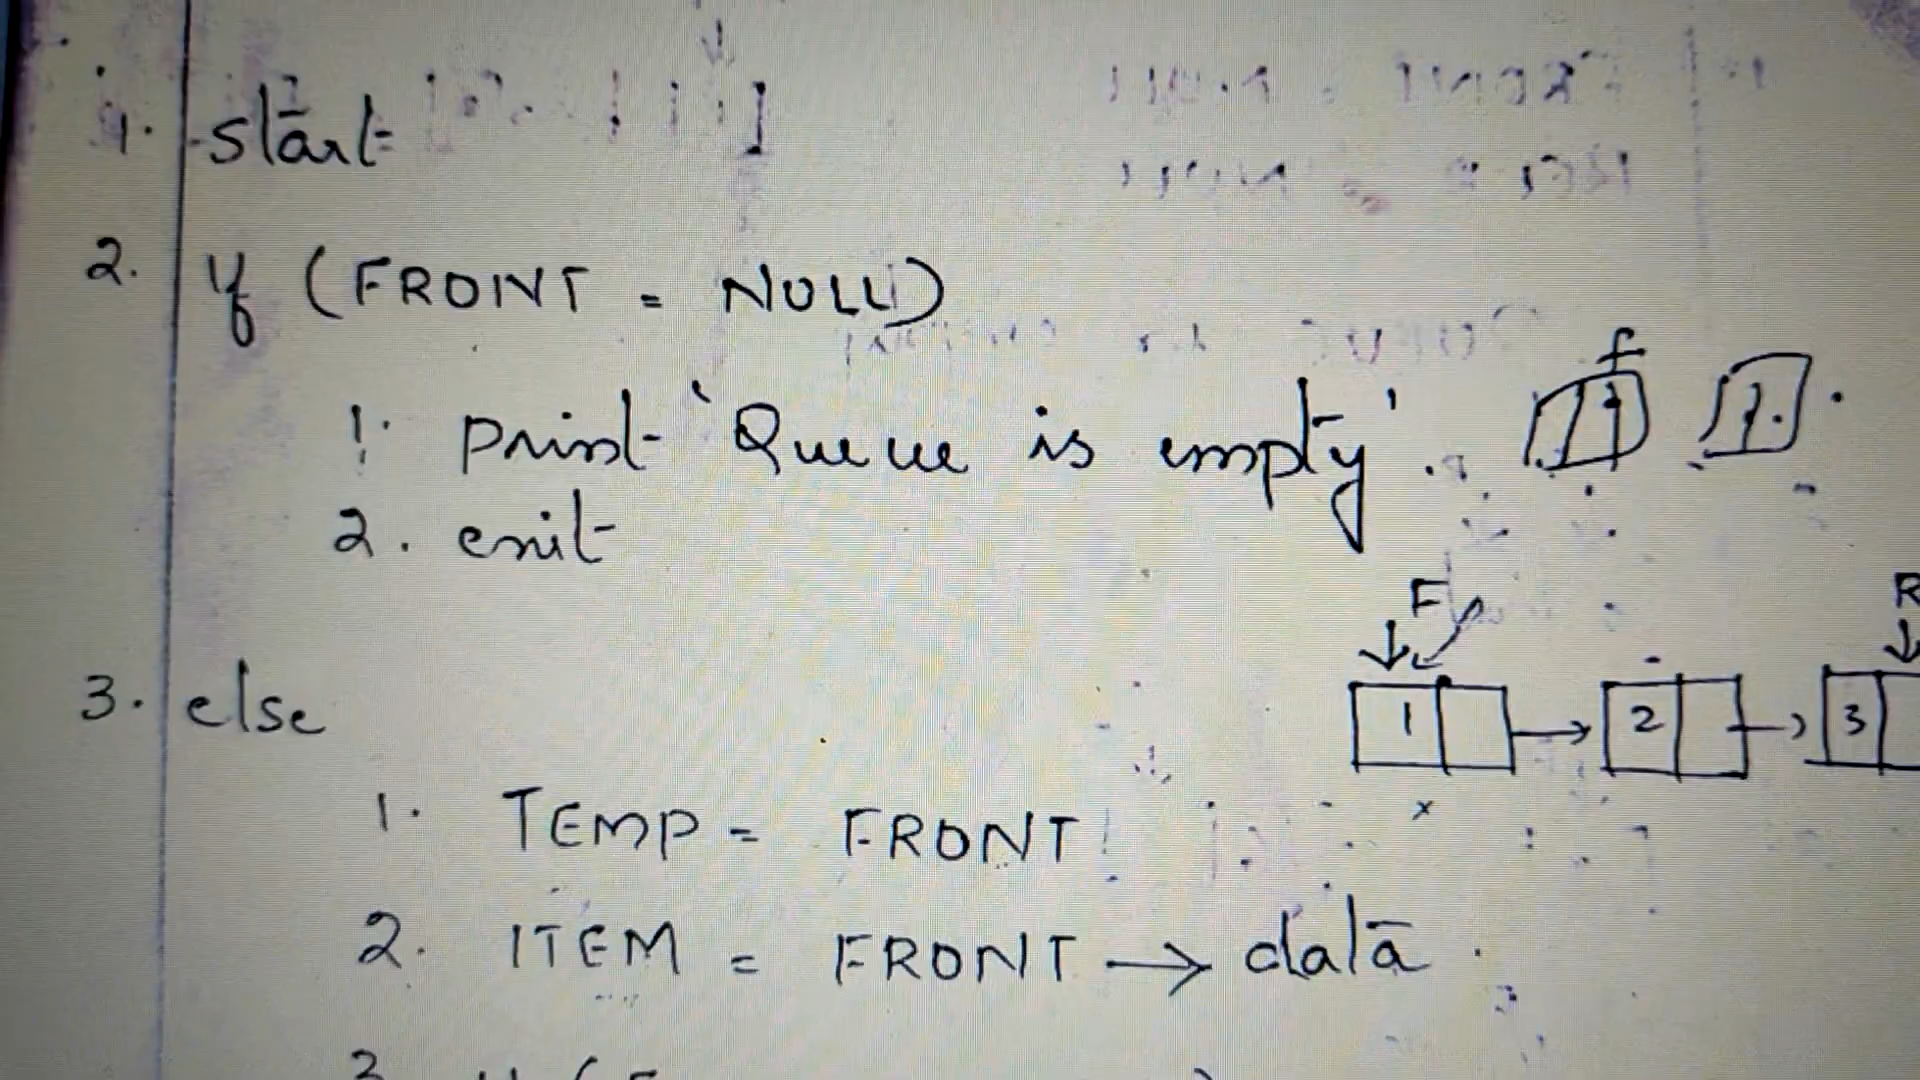 1. start
2. if (FRONT = NULL)
1. print 'Queue is empty'.
2. exit
f
F
R
1 2 3
3. else
1. TEMP = FRONT
2. ITEM = FRONT → data.